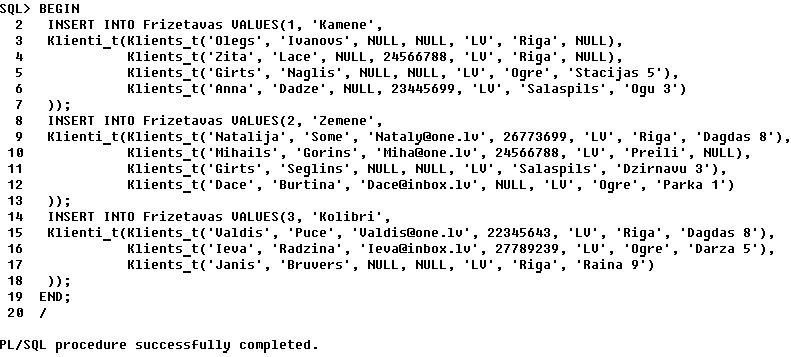 SQL> BEGIN
2 INSERT INTO Frizetavas VALUES(1, 'Kamene',
3 Klienti_t(Klients_t('Olegs', 'Ivanovs', NULL, NULL, 'LV', 'Riga', NULL),
4 Klients_t('Zita', 'Lace', NULL, 24566788, 'LV', 'Riga', NULL),
5 Klients_t('Girts', 'Naglis', NULL, NULL, 'LV', 'Ogre', 'Stacijas 5'),
6 Klients_t('Anna', 'Dadze', NULL, 23445699, 'LV', 'Salaspils', 'Ogu 3')
7 ));
8 INSERT INTO Frizetavas VALUES(2, 'Zemene',
9 Klienti_t(Klients_t('Natalija', 'Some', 'Nataly@one.lv', 26773699, 'LV', 'Riga', 'Dagdas 8'),
10 Klients_t('Mihails', 'Gorins', 'Miha@one.lv', 24566788, 'LV', 'Preili', NULL),
11 Klients_t('Girts', 'Seglins', NULL, NULL, 'LV', 'Salaspils', 'Dzirnavu 3'),
12 Klients_t('Dace', 'Burtina', 'Dace@inbox.lv', NULL, 'LV', 'Ogre', 'Parka 1')
13 ));
14 INSERT INTO Frizetavas VALUES(3, 'Kolibri',
15 Klienti_t(Klients_t('Valdis', 'Puce', 'Valdis@one.lv', 22345643, 'LV', 'Riga', 'Dagdas 8'),
16 Klients_t('Ieva', 'Radzina', 'Ieva@inbox.lv', 27789239, 'LV', 'Ogre', 'Darza 5'),
17 Klients_t('Janis', 'Bruvers', NULL, NULL, 'LV', 'Riga', 'Raina 9')
18 ));
19 END;
20 /
PL/SQL procedure successfully completed.